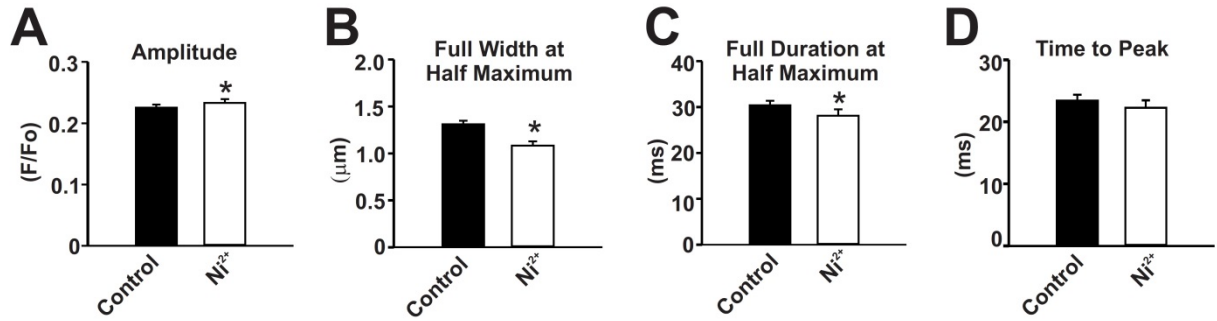 A
Amplitude
0.3
0.2
0.1
0
(F/Fo)
*
Control
Ni²⁺
B
Full Width at
Half Maximum
2.0
1.5
1.0
0.5
0
(μm)
*
Control
Ni²⁺
C
Full Duration at
Half Maximum
40
30
20
10
0
(ms)
*
Control
Ni²⁺
D
Time to Peak
30
20
10
0
(ms)
Control
Ni²⁺